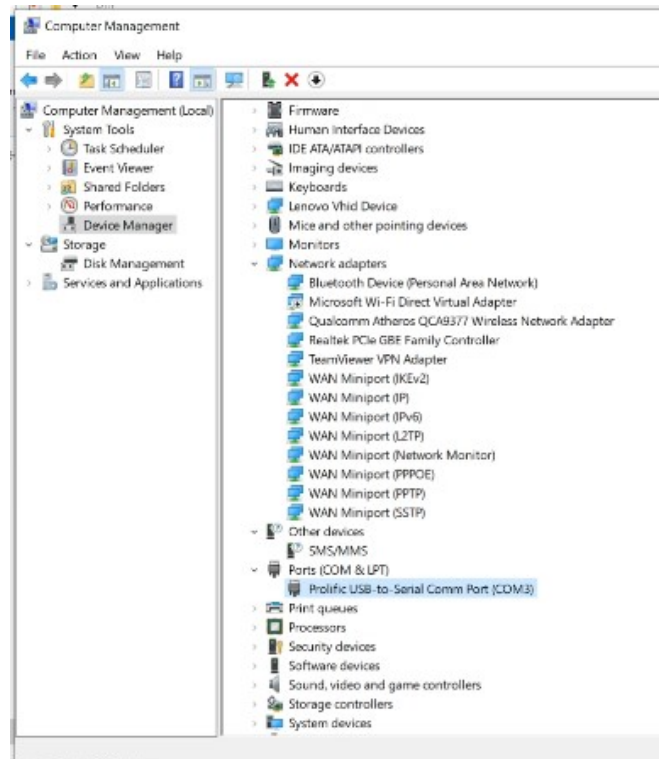 Computer Management
File Action View Help
Computer Management (Local)
System Tools
Task Scheduler
Event Viewer
Shared Folders
Performance
Device Manager
Storage
Disk Management
Services and Applications
Firmware
Human Interface Devices
IDE ATA/ATAPI controllers
Imaging devices
Keyboards
Lenovo Vhid Device
Mice and other pointing devices
Monitors
Network adapters
Bluetooth Device (Personal Area Network)
Microsoft Wi-Fi Direct Virtual Adapter
Qualcomm Atheros QCA9377 Wireless Network Adapter
Realtek PCIe GBE Family Controller
TeamViewer VPN Adapter
WAN Miniport (IKEv2)
WAN Miniport (IP)
WAN Miniport (IPv6)
WAN Miniport (L2TP)
WAN Miniport (Network Monitor)
WAN Miniport (PPPOE)
WAN Miniport (PPTP)
WAN Miniport (SSTP)
Other devices
SMS/MMS
Ports (COM & LPT)
Prolific USB-to-Serial Comm Port (COM3)
Print queues
Processors
Security devices
Software devices
Sound, video and game controllers
Storage controllers
System devices